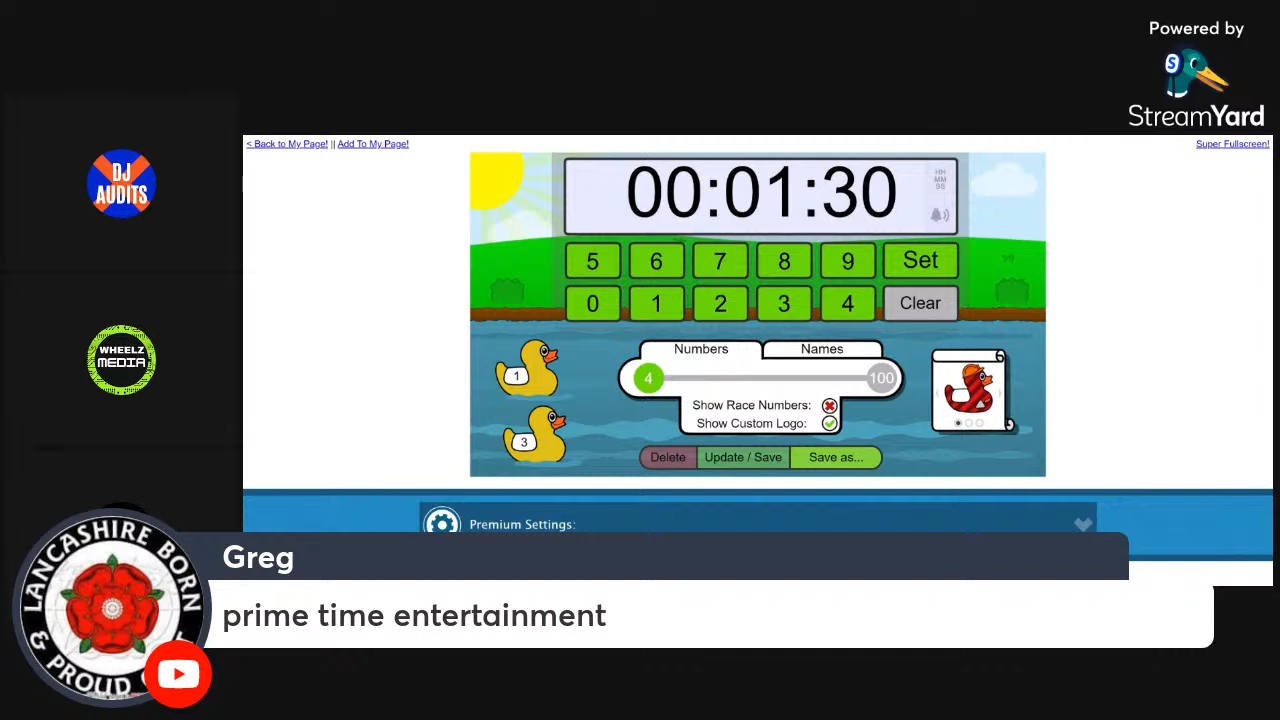 Powered by
S
StreamYard
DJ
AUDITS
WHEELZ
MEDIA
< Back to My Page! || Add To My Page!
Super Fullscreen!
00:01:30
HH
MM
SS
5 6 7 8 9 Set
0 1 2 3 4 Clear
Numbers Names
1
4 100
3
Show Race Numbers:
Show Custom Logo:
Delete Update / Save Save as...
Premium Settings:
LANCASHIRE BORN
& PROUD O
Greg
prime time entertainment